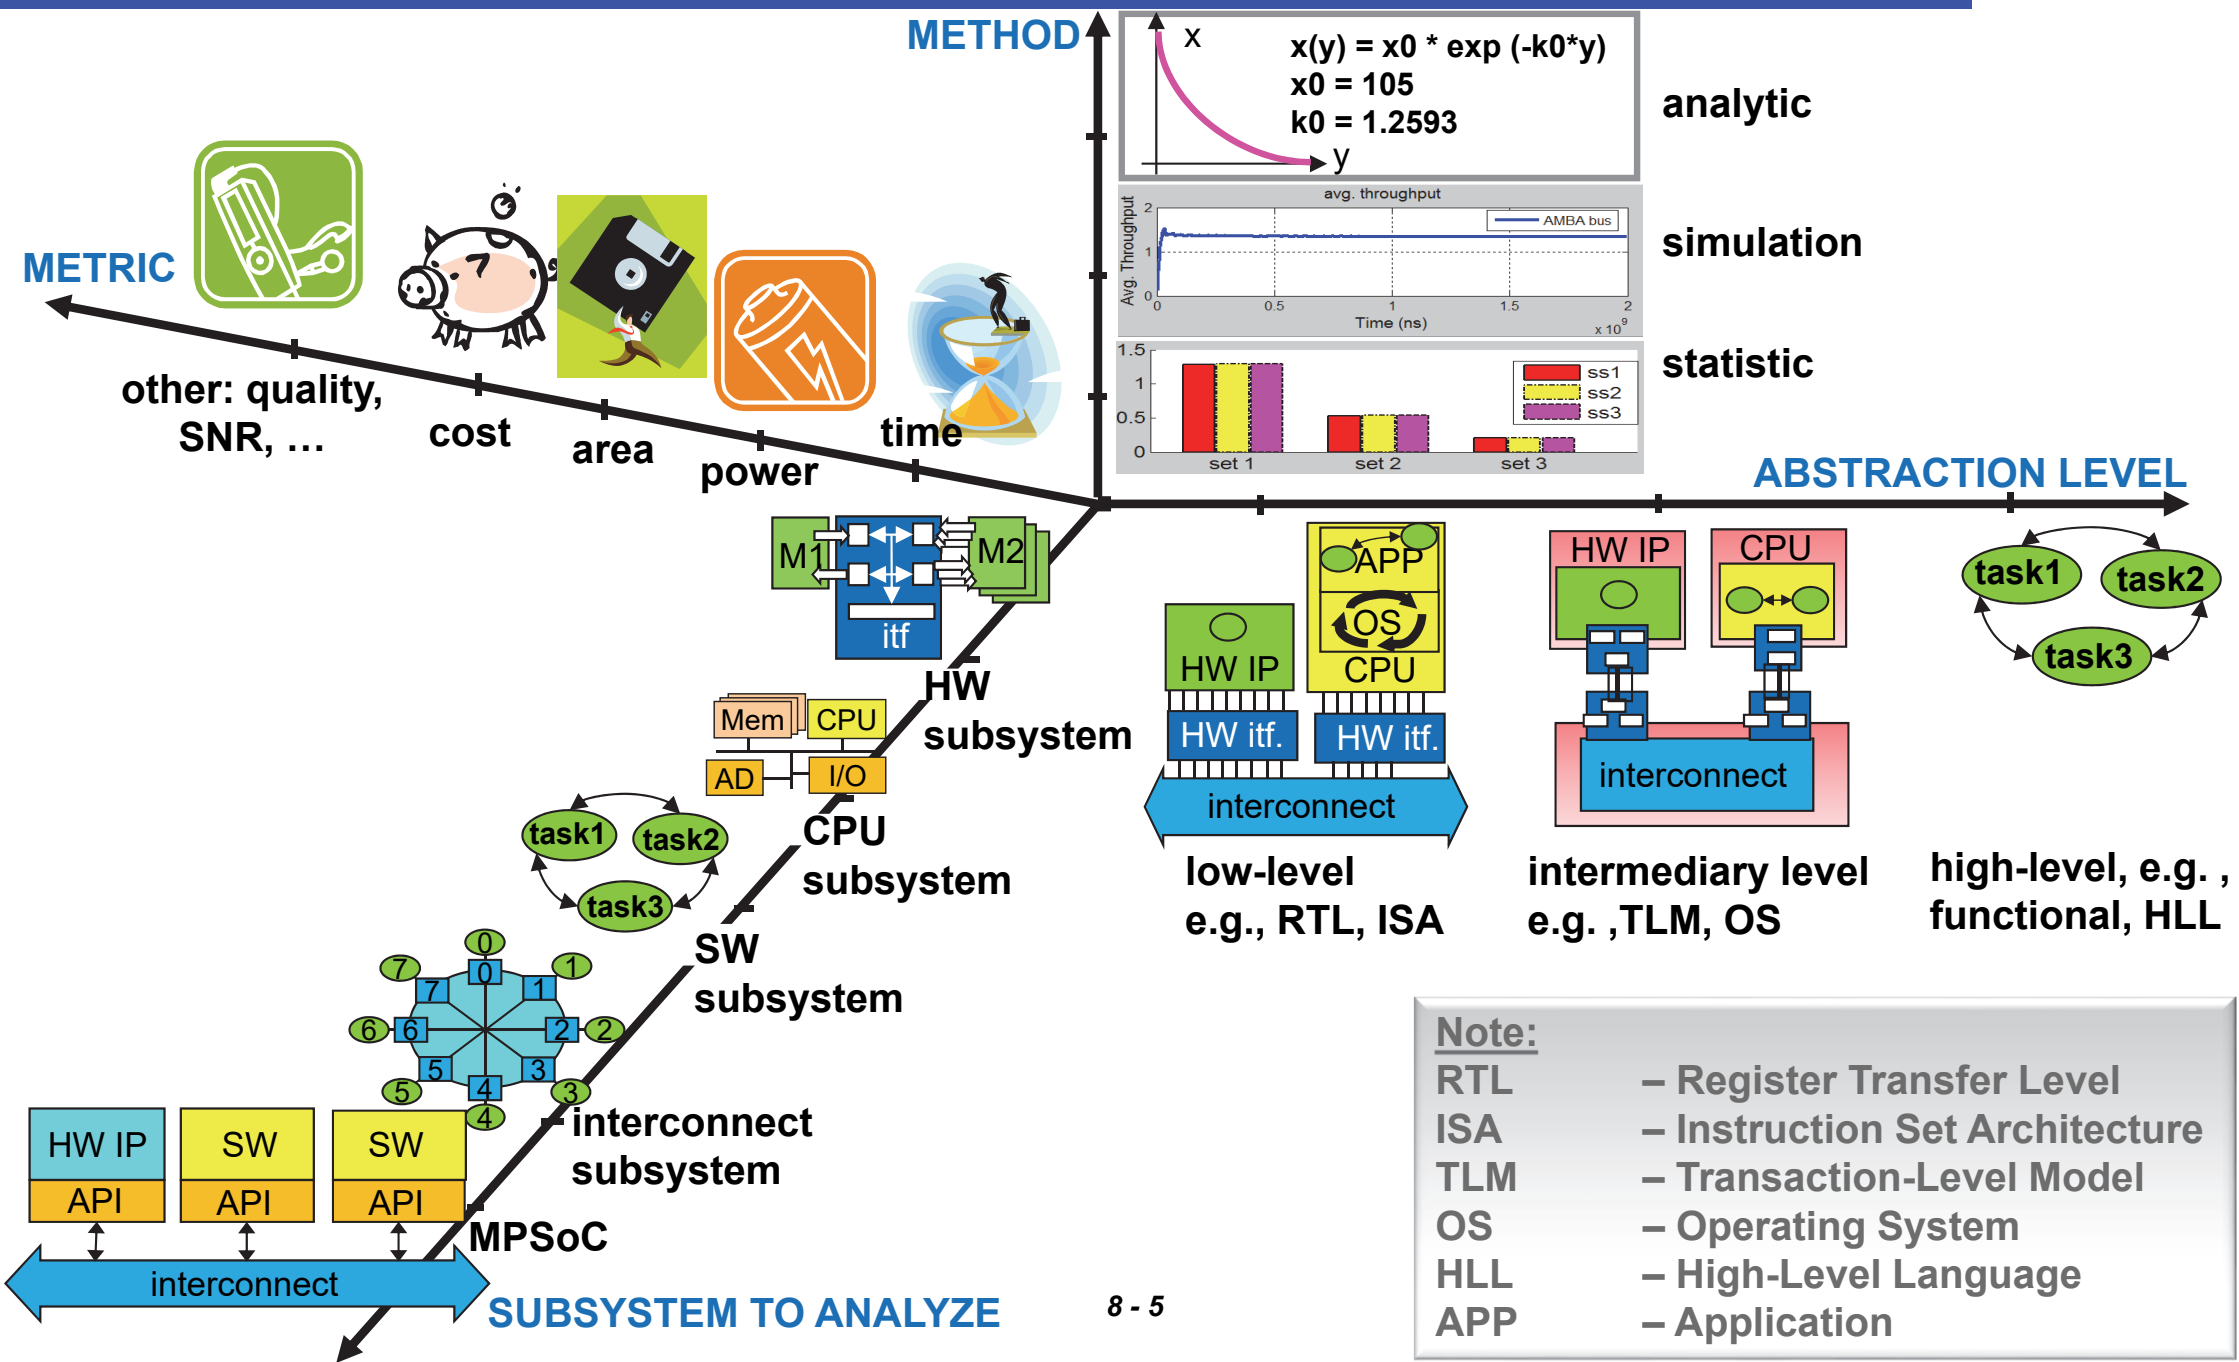 METHOD
x
x(y) = x0 * exp (-k0*y)
x0 = 105
k0 = 1.2593
y
analytic
avg. throughput
Avg. Throughput
2
1
0
AMBA bus
0
0.5
1
1.5
2
Time (ns)
x 10^9
simulation
1.5
1
0.5
0
ss1
ss2
ss3
set 1
set 2
set 3
statistic
METRIC
other: quality,
SNR, …
cost
area
power
time
ABSTRACTION LEVEL
M1
M2
itf
HW
subsystem
Mem
CPU
AD
I/O
CPU
subsystem
task1
task2
task3
SW
subsystem
0
1
2
3
4
5
6
7
0
1
2
3
4
5
6
7
interconnect
subsystem
HW IP
SW
SW
API
API
API
interconnect
MPSoC
SUBSYSTEM TO ANALYZE
APP
OS
HW IP
CPU
HW itf.
HW itf.
interconnect
low-level
e.g., RTL, ISA
HW IP
CPU
interconnect
intermediary level
e.g. ,TLM, OS
task1
task2
task3
high-level, e.g. ,
functional, HLL
Note:
RTL – Register Transfer Level
ISA – Instruction Set Architecture
TLM – Transaction-Level Model
OS – Operating System
HLL – High-Level Language
APP – Application
8 - 5